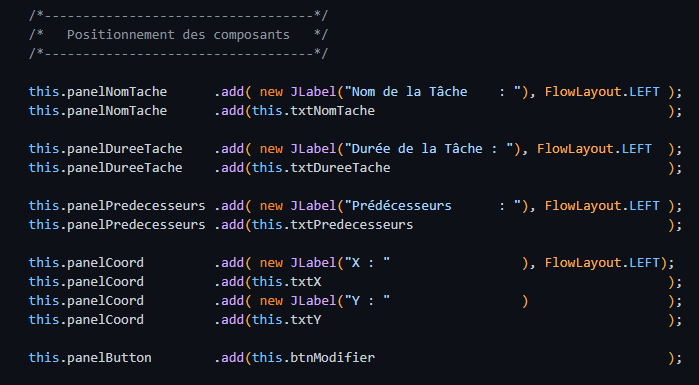 /*-----------------------------------*/
/*   Positionnement des composants   */
/*-----------------------------------*/
this.panelNomTache      .add( new JLabel("Nom de la Tâche    : "), FlowLayout.LEFT );
this.panelNomTache      .add(this.txtNomTache                                      );
this.panelDureeTache    .add( new JLabel("Durée de la Tâche : "), FlowLayout.LEFT  );
this.panelDureeTache    .add(this.txtDureeTache                                    );
this.panelPredecesseurs .add( new JLabel("Prédécesseurs      : "), FlowLayout.LEFT );
this.panelPredecesseurs .add(this.txtPredecesseurs                                 );
this.panelCoord         .add( new JLabel("X : "                 ), FlowLayout.LEFT);
this.panelCoord         .add(this.txtX                                             );
this.panelCoord         .add( new JLabel("Y : "                 )                  );
this.panelCoord         .add(this.txtY                                             );
this.panelButton        .add(this.btnModifier                                      );